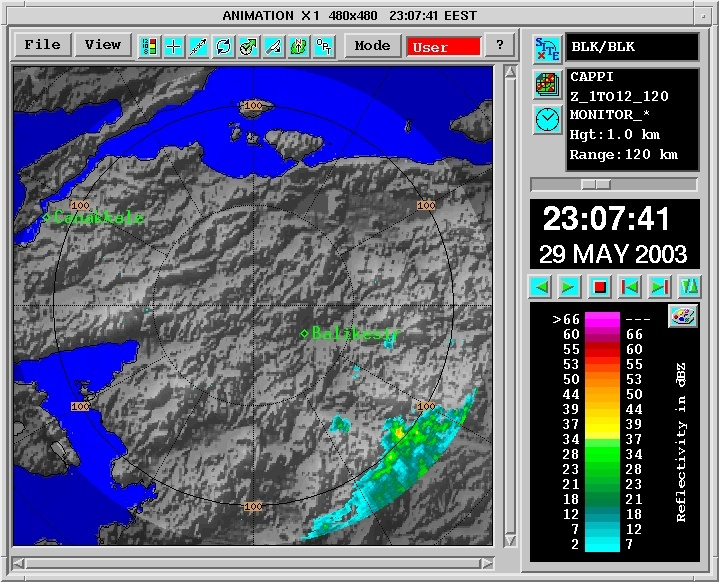 ANIMATION X 1 480x480 23:07:41 EEST
File View Mode User ?
SITE
BLK/BLK
CAPPI
Z_1TO12_120
MONITOR_*
Hgt:1.0 km
Range:120 km
23:07:41
29 MAY 2003
100
100
100
Canakkale
Balikesir
100
100
100
>66 ---
60 66
55 60
53 55
50 53
44 50
39 44
37 39
34 37
28 34
23 28
21 23
18 21
12 18
7 12
2 7
Reflectivity in dBZ